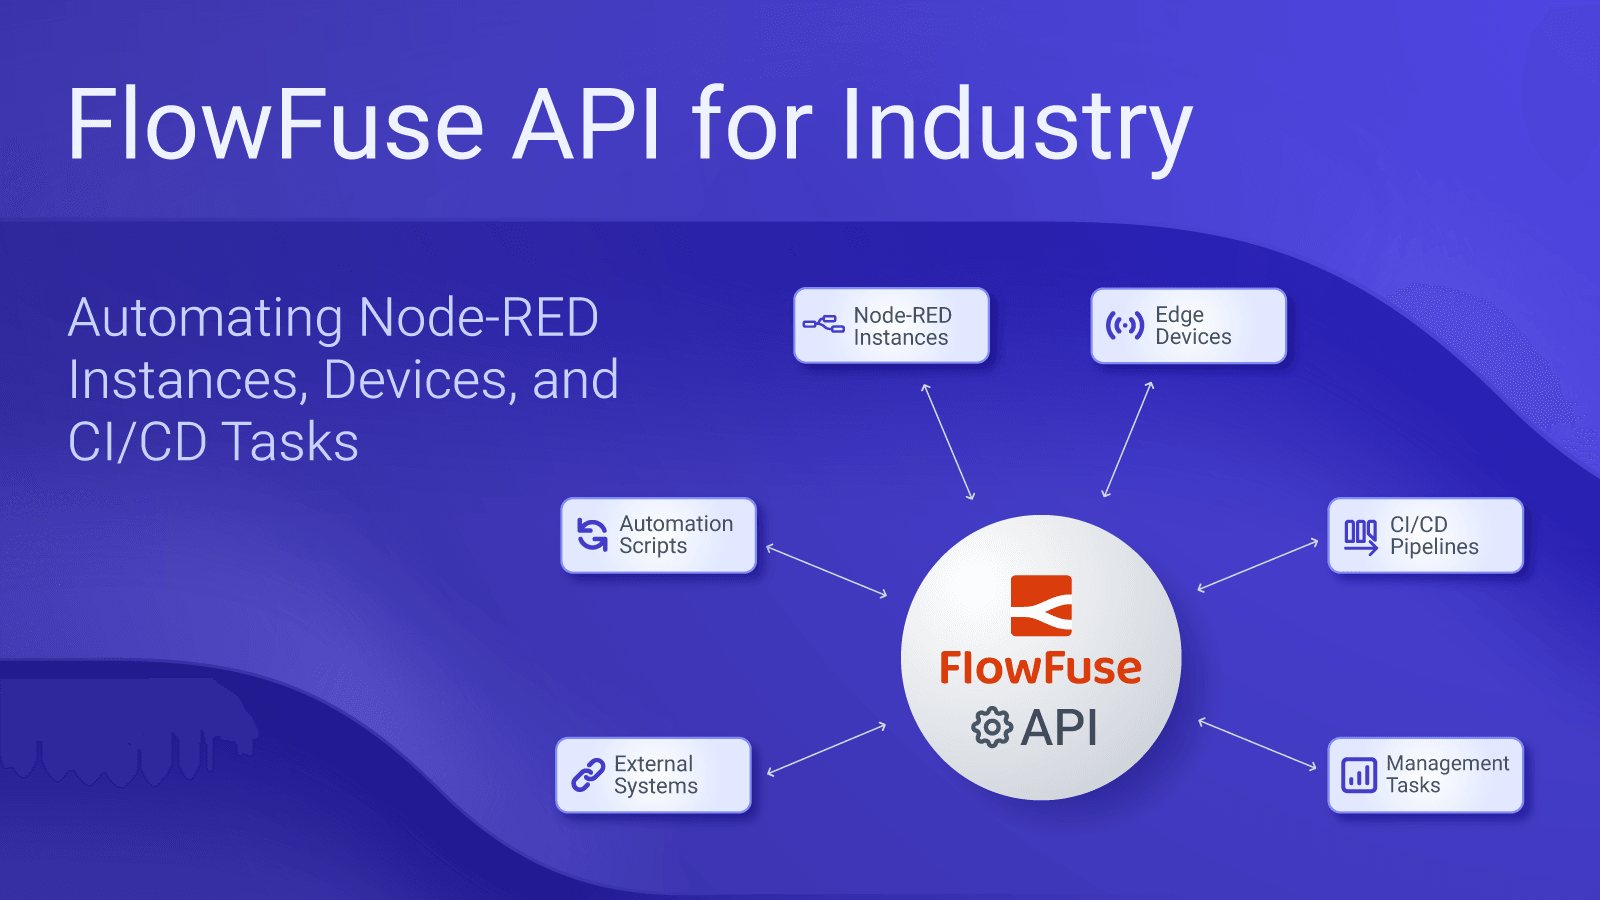 FlowFuse API for Industry
Automating Node-RED
Instances, Devices, and
CI/CD Tasks
Node-RED
Instances
Edge
Devices
Automation
Scripts
CI/CD
Pipelines
FlowFuse
API
External
Systems
Management
Tasks